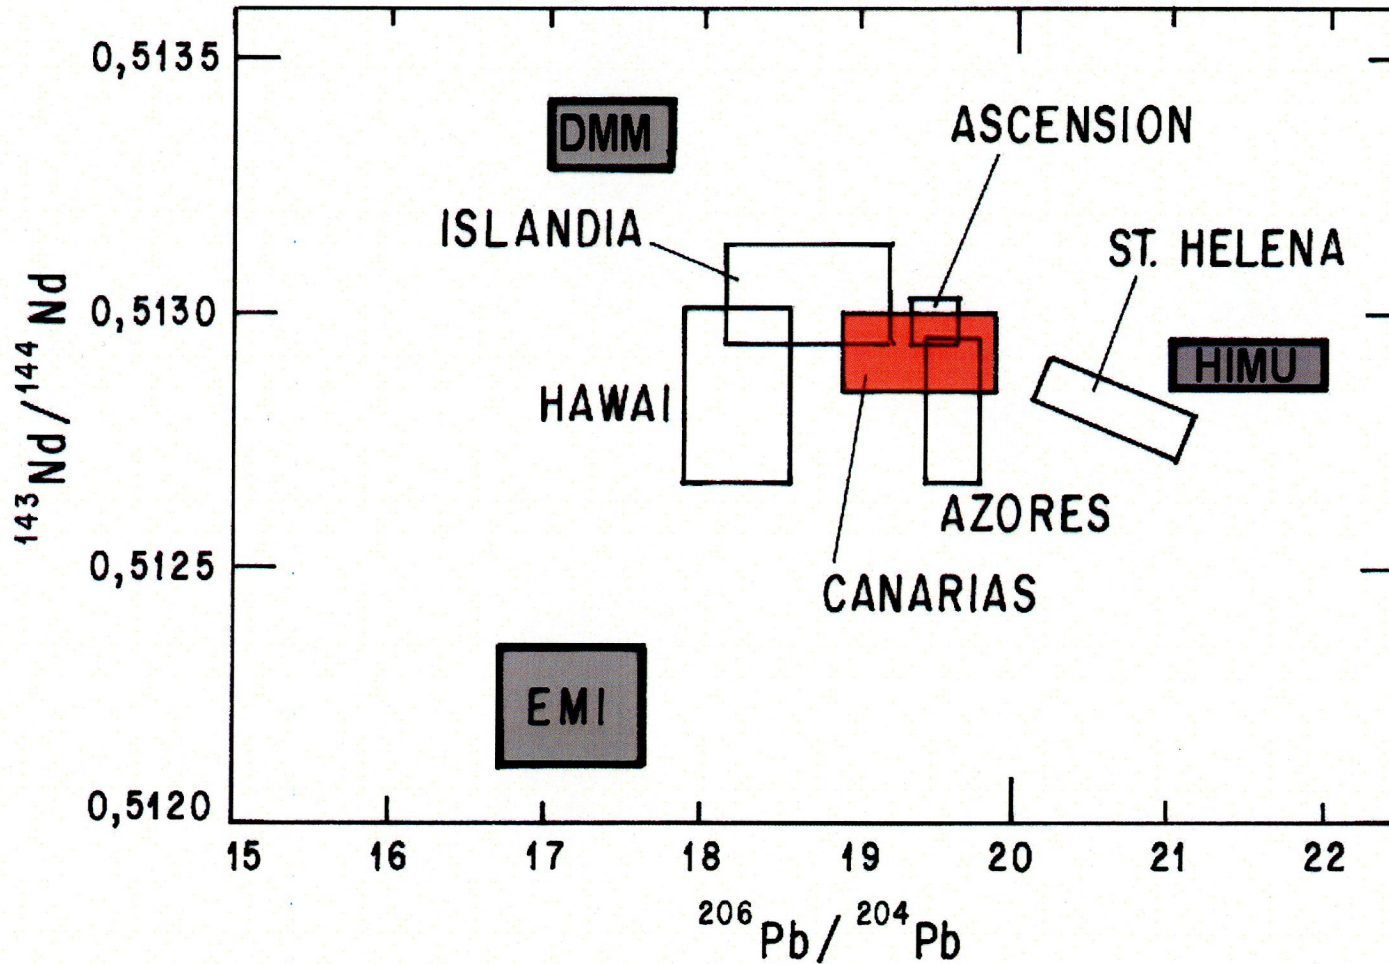 0,5135
DMM
ASCENSION
ISLANDIA
ST. HELENA
0,5130
HIMU
HAWAI
AZORES
0,5125
CANARIAS
EMI
0,5120
15 16 17 18 19 20 21 22
²⁰⁶Pb/²⁰⁴Pb
¹⁴³Nd/¹⁴⁴Nd